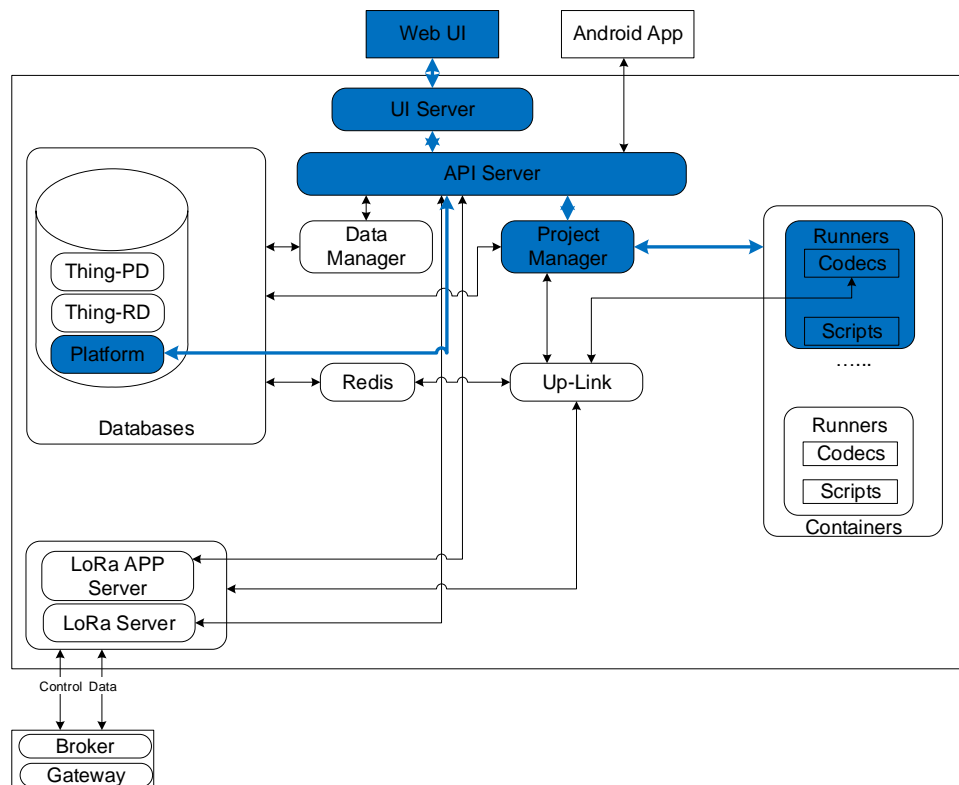 Web UI
Android App
UI Server
API Server
Data
Manager
Project
Manager
Runners
Codecs
Scripts
......
Thing-PD
Thing-RD
Platform
Redis
Up-Link
Databases
Runners
Codecs
Scripts
Containers
LoRa APP
Server
LoRa Server
Control Data
Broker
Gateway